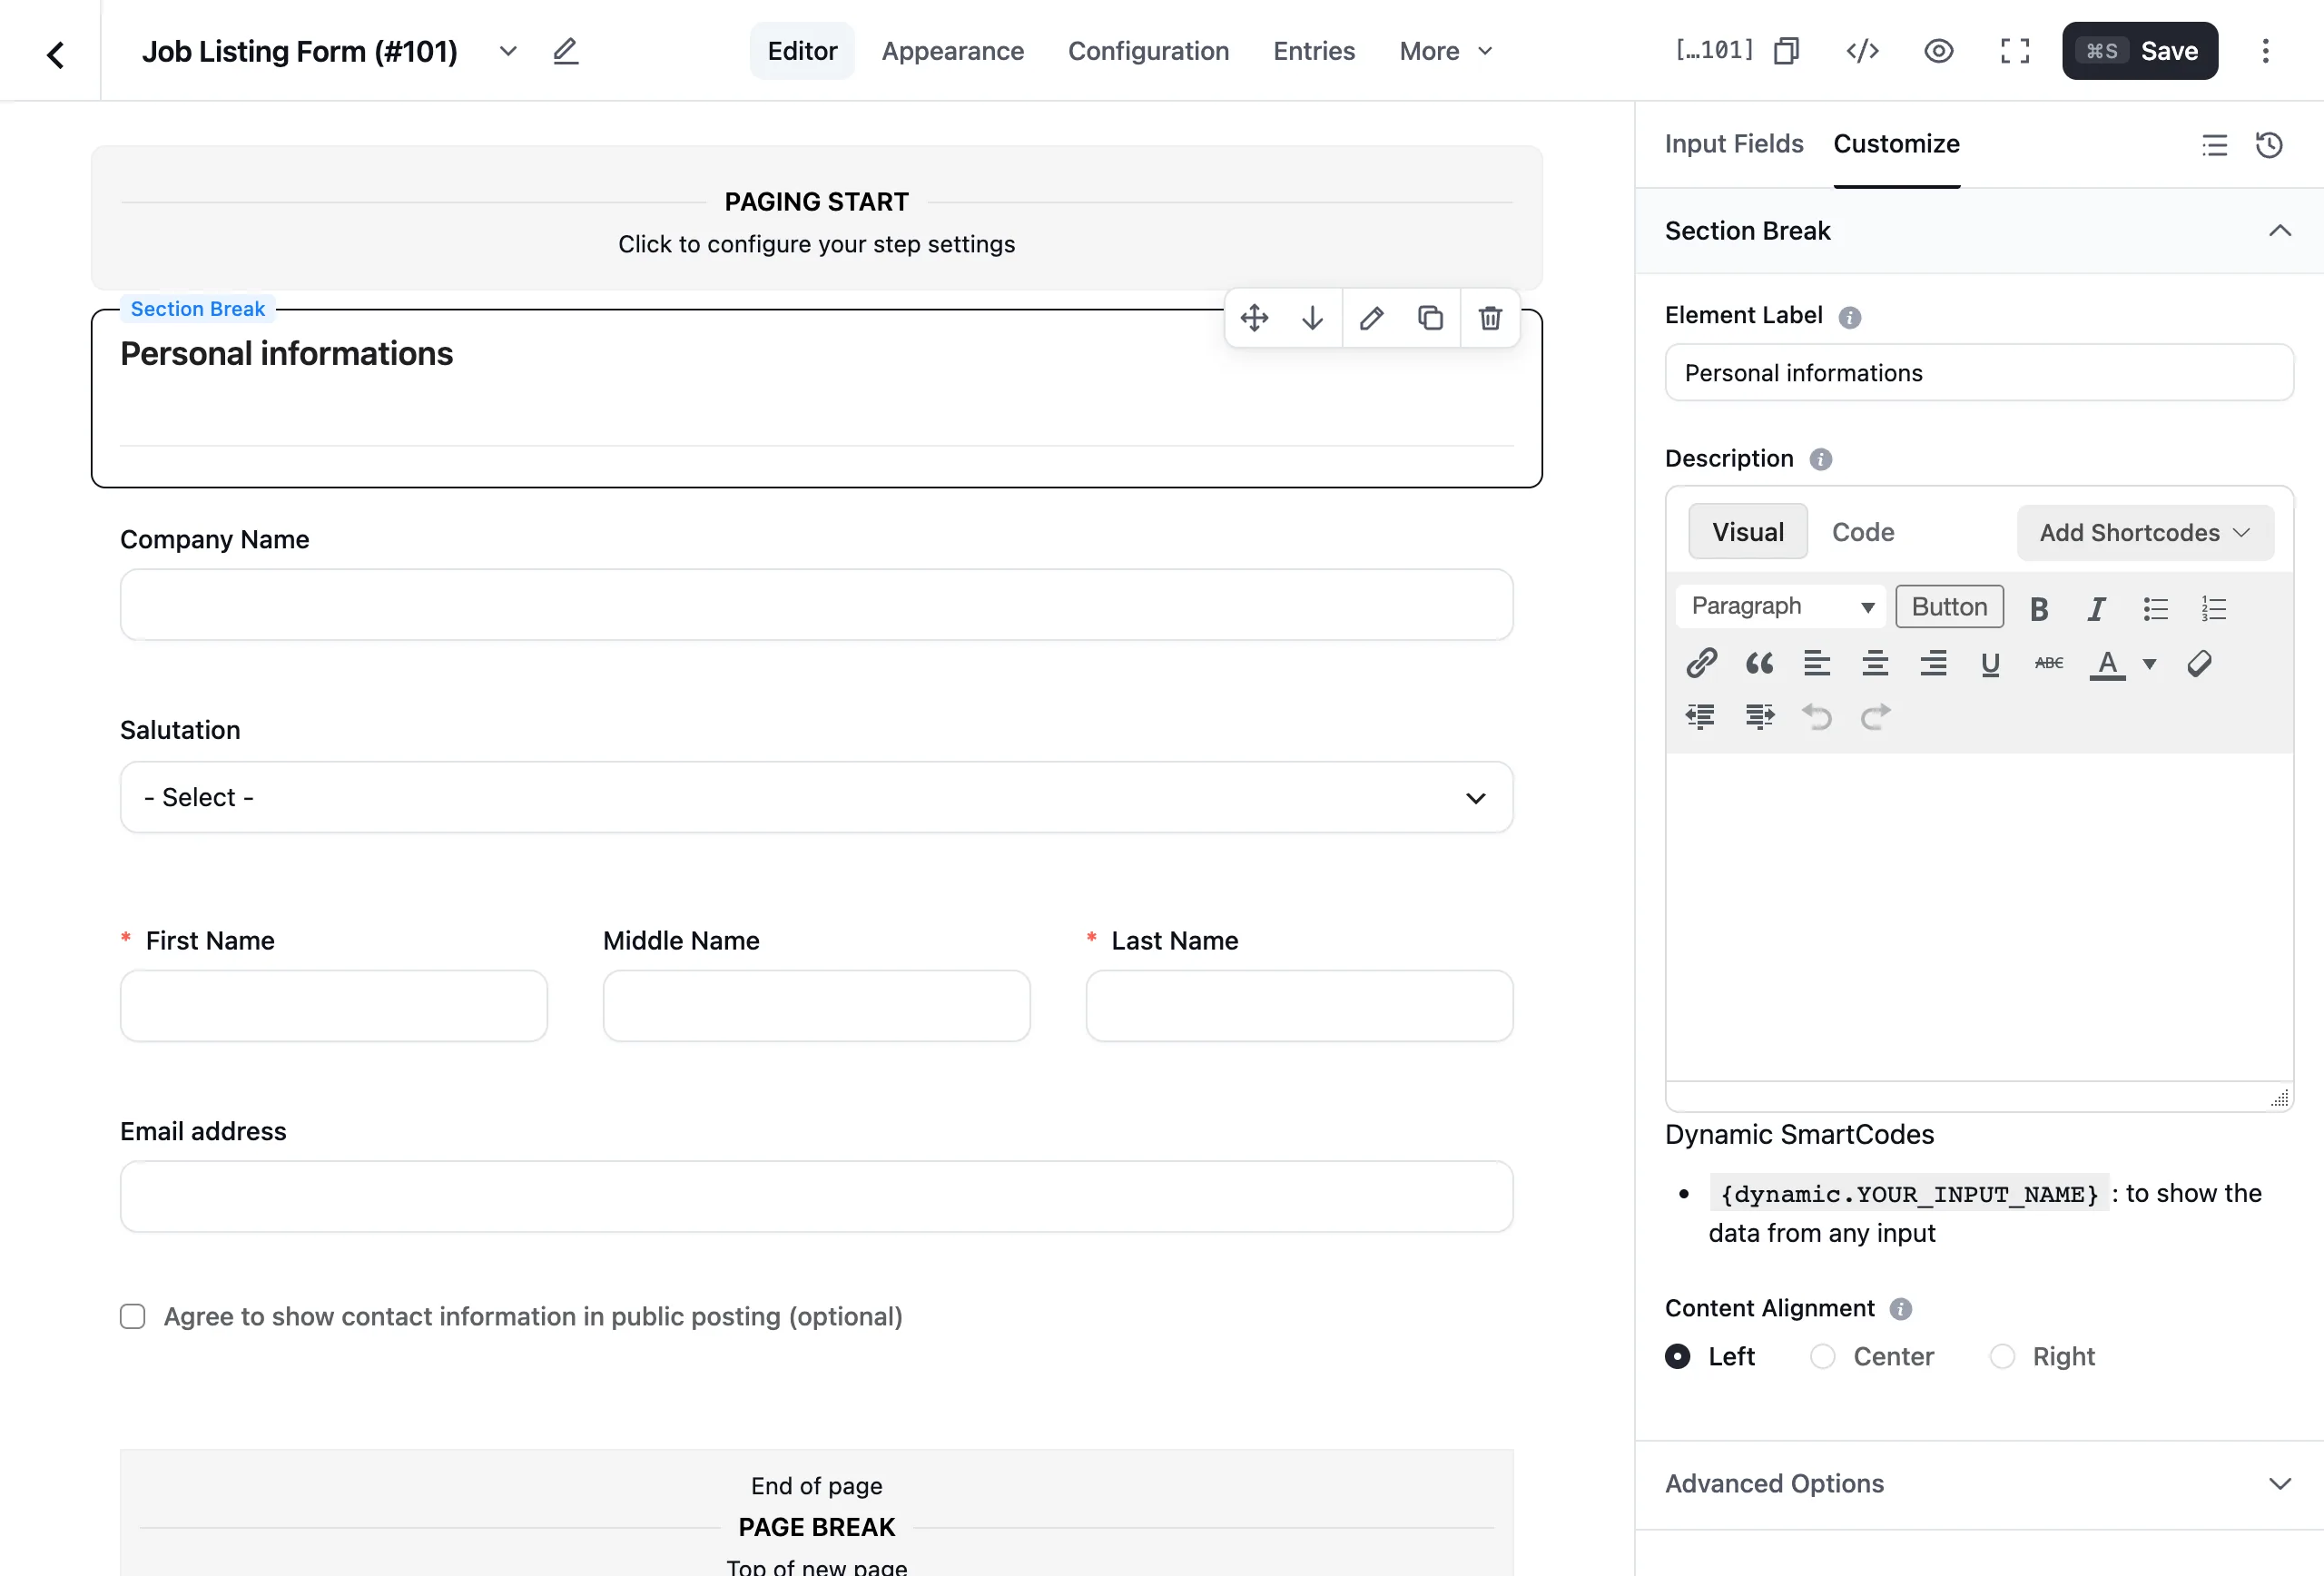 Job Listing Form (#101)
Editor
Appearance
Configuration
Entries
More
[…101]
⌘S Save
PAGING START
Click to configure your step settings
Section Break
Personal informations
Company Name
Salutation
- Select -
* First Name
Middle Name
* Last Name
Email address
Agree to show contact information in public posting (optional)
End of page
PAGE BREAK
Top of new page
Input Fields
Customize
Section Break
Element Label
Personal informations
Description
Visual
Code
Add Shortcodes
Paragraph
Button
B I
U ABC A
Dynamic SmartCodes
{dynamic.YOUR_INPUT_NAME} : to show the
data from any input
Content Alignment
Left
Center
Right
Advanced Options